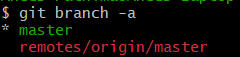 $ git branch -a
* master
remotes/origin/master